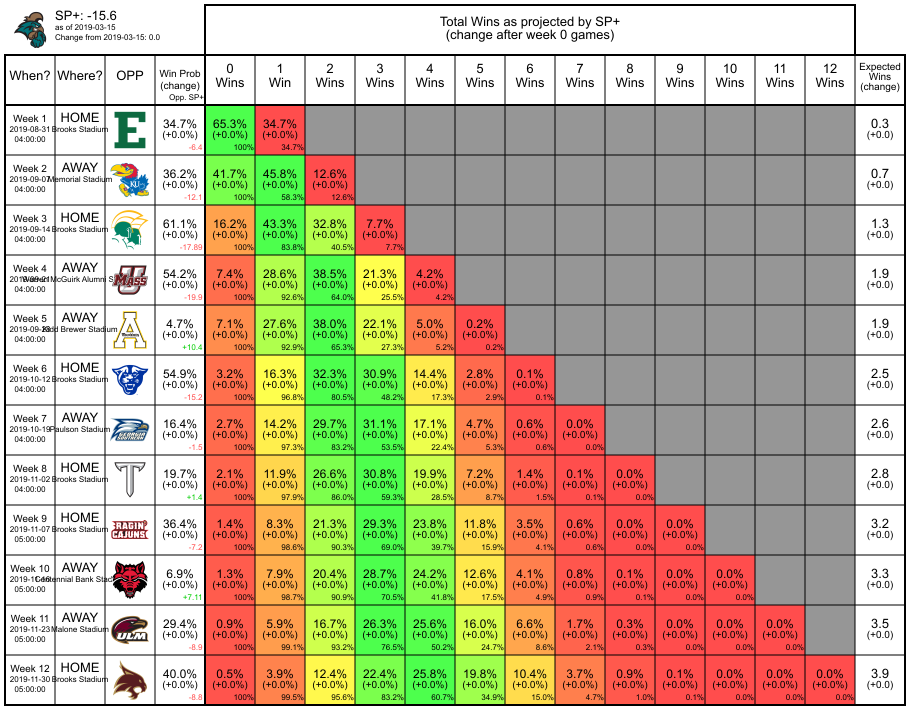 SP+: -15.6
as of 2019-03-15
Change from 2019-03-15: 0.0
Total Wins as projected by SP+
(change after week 0 games)
When? Where? OPP Win Prob (change) Opp. SP+ 0 Wins 1 Win 2 Wins 3 Wins 4 Wins 5 Wins 6 Wins 7 Wins 8 Wins 9 Wins 10 Wins 11 Wins 12 Wins Expected Wins (change)
Week 1 HOME E 34.7% 65.3% 34.7% 0.3
2019-08-31 Brooks Stadium (+0.0%) (+0.0%) (+0.0%) (+0.0)
04:00:00 -6.4 100% 34.7%
Week 2 AWAY KU 36.2% 41.7% 45.8% 12.6% 0.7
2019-09-07 Memorial Stadium (+0.0%) (+0.0%) (+0.0%) (+0.0%) (+0.0)
04:00:00 -12.1 100% 58.3% 12.6%
Week 3 HOME 61.1% 16.2% 43.3% 32.8% 7.7% 1.3
2019-09-14 Brooks Stadium (+0.0%) (+0.0%) (+0.0%) (+0.0%) (+0.0%) (+0.0)
04:00:00 -17.89 100% 83.8% 40.5% 7.7%
Week 4 AWAY UMASS 54.2% 7.4% 28.6% 38.5% 21.3% 4.2% 1.9
McGuirk Alumni (+0.0%) (+0.0%) (+0.0%) (+0.0%) (+0.0%) (+0.0%) (+0.0)
04:00:00 -19.9 100% 92.6% 64.0% 25.5% 4.2%
Week 5 AWAY A 4.7% 7.1% 27.6% 38.0% 22.1% 5.0% 0.2% 1.9
Brewer Stadium (+0.0%) (+0.0%) (+0.0%) (+0.0%) (+0.0%) (+0.0%) (+0.0%) (+0.0)
04:00:00 +10.4 100% 92.9% 65.3% 27.3% 5.2% 0.2%
Week 6 HOME 54.9% 3.2% 16.3% 32.3% 30.9% 14.4% 2.8% 0.1% 2.5
2019-10-12 Brooks Stadium (+0.0%) (+0.0%) (+0.0%) (+0.0%) (+0.0%) (+0.0%) (+0.0%) (+0.0%) (+0.0)
04:00:00 -15.2 100% 96.8% 80.5% 48.2% 17.3% 2.9% 0.1%
Week 7 AWAY 16.4% 2.7% 14.2% 29.7% 31.1% 17.1% 4.7% 0.6% 0.0% 2.6
2019-10-19 Paulson Stadium (+0.0%) (+0.0%) (+0.0%) (+0.0%) (+0.0%) (+0.0%) (+0.0%) (+0.0%) (+0.0%) (+0.0)
04:00:00 -1.5 100% 97.3% 83.2% 53.5% 22.4% 5.3% 0.6% 0.0%
Week 8 HOME T 19.7% 2.1% 11.9% 26.6% 30.8% 19.9% 7.2% 1.4% 0.1% 0.0% 2.8
2019-11-02 Brooks Stadium (+0.0%) (+0.0%) (+0.0%) (+0.0%) (+0.0%) (+0.0%) (+0.0%) (+0.0%) (+0.0%) (+0.0%) (+0.0)
04:00:00 +1.4 100% 97.9% 86.0% 59.3% 28.5% 8.7% 1.5% 0.1% 0.0%
Week 9 HOME RAGIN' CAJUNS 36.4% 1.4% 8.3% 21.3% 29.3% 23.8% 11.8% 3.5% 0.6% 0.0% 0.0% 3.2
2019-11-07 Brooks Stadium (+0.0%) (+0.0%) (+0.0%) (+0.0%) (+0.0%) (+0.0%) (+0.0%) (+0.0%) (+0.0%) (+0.0%) (+0.0%) (+0.0)
05:00:00 -7.2 100% 98.6% 90.3% 69.0% 39.7% 15.9% 4.1% 0.6% 0.0% 0.0%
Week 10 AWAY 6.9% 1.3% 7.9% 20.4% 28.7% 24.2% 12.6% 4.1% 0.8% 0.1% 0.0% 0.0% 3.3
Bank (+0.0%) (+0.0%) (+0.0%) (+0.0%) (+0.0%) (+0.0%) (+0.0%) (+0.0%) (+0.0%) (+0.0%) (+0.0%) (+0.0%) (+0.0)
05:00:00 +7.11 100% 98.7% 90.9% 70.5% 41.8% 17.5% 4.9% 0.9% 0.1% 0.0% 0.0%
Week 11 AWAY ULM 29.4% 0.9% 5.9% 16.7% 26.3% 25.6% 16.0% 6.6% 1.7% 0.3% 0.0% 0.0% 0.0% 3.5
2019-11-23 Malone Stadium (+0.0%) (+0.0%) (+0.0%) (+0.0%) (+0.0%) (+0.0%) (+0.0%) (+0.0%) (+0.0%) (+0.0%) (+0.0%) (+0.0%) (+0.0%) (+0.0)
05:00:00 -8.9 100% 99.1% 93.2% 76.5% 50.2% 24.7% 8.6% 2.1% 0.3% 0.0% 0.0% 0.0%
Week 12 HOME 40.0% 0.5% 3.9% 12.4% 22.4% 25.8% 19.8% 10.4% 3.7% 0.9% 0.1% 0.0% 0.0% 0.0% 3.9
2019-11-30 Brooks Stadium (+0.0%) (+0.0%) (+0.0%) (+0.0%) (+0.0%) (+0.0%) (+0.0%) (+0.0%) (+0.0%) (+0.0%) (+0.0%) (+0.0%) (+0.0%) (+0.0%) (+0.0)
05:00:00 -8.8 100% 99.5% 95.6% 83.2% 60.7% 34.9% 15.0% 4.7% 1.0% 0.1% 0.0% 0.0% 0.0%